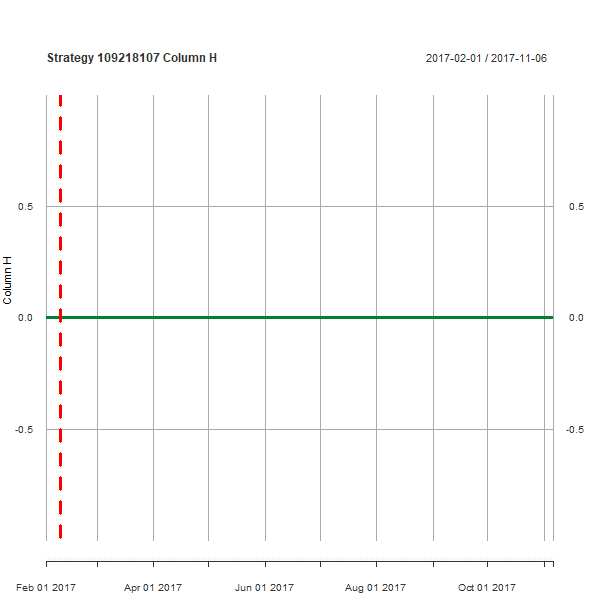 Strategy 109218107 Column H
2017-02-01 / 2017-11-06
0.5
0.5
Column H
0.0
0.0
-0.5
-0.5
Feb 01 2017
Apr 01 2017
Jun 01 2017
Aug 01 2017
Oct 01 2017